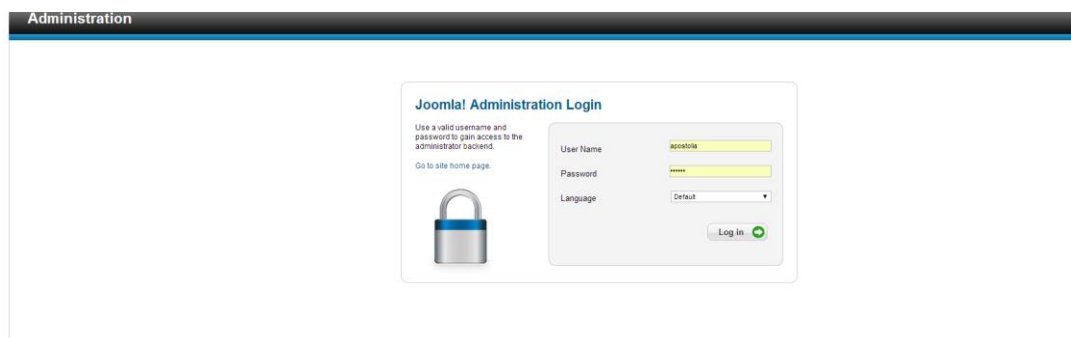 Administration
Joomla! Administration Login
Use a valid username and
password to gain access to the
administrator backend.
Go to site home page.
User Name
apostolia
Password
••••••
Language
Default
Log in